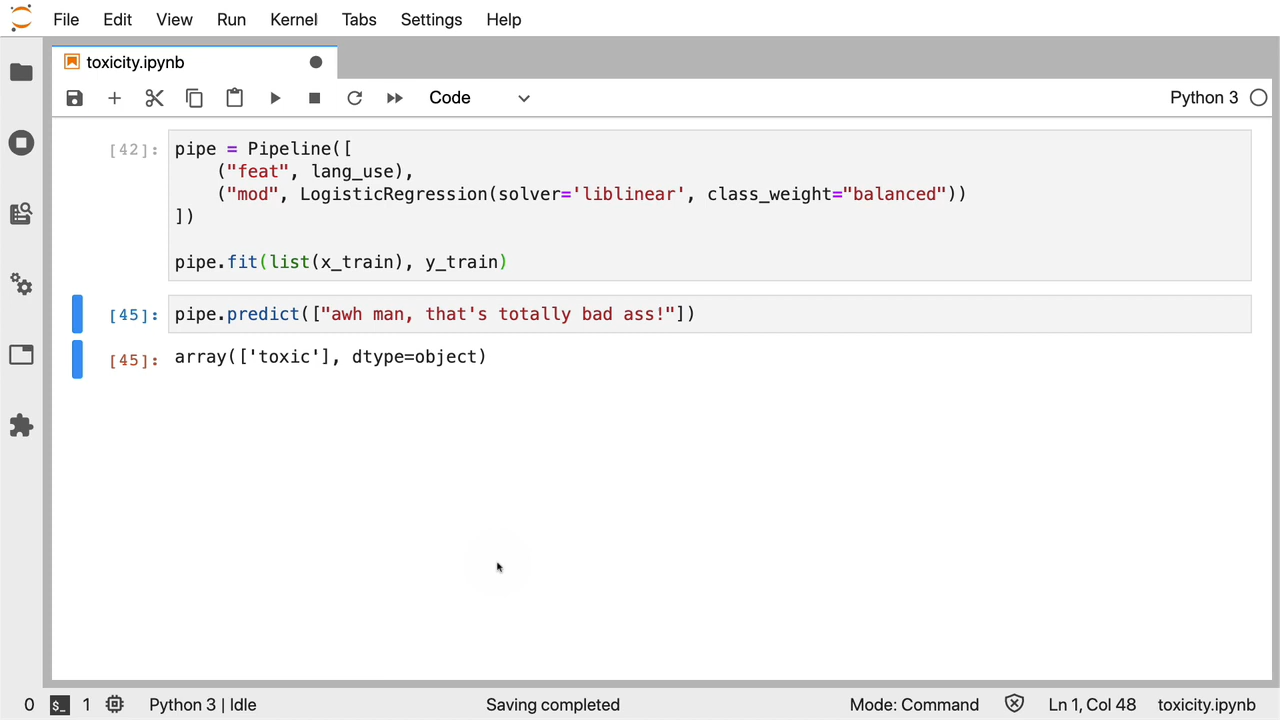 File Edit View Run Kernel Tabs Settings Help
toxicity.ipynb
Code
Python 3
[42]:
pipe = Pipeline([
    ("feat", lang_use),
    ("mod", LogisticRegression(solver='liblinear', class_weight="balanced"))
])
pipe.fit(list(x_train), y_train)
[45]: pipe.predict(["awh man, that's totally bad ass!"])
[45]: array(['toxic'], dtype=object)
0 $_ 1 Python 3 | Idle Saving completed Mode: Command Ln 1, Col 48 toxicity.ipynb